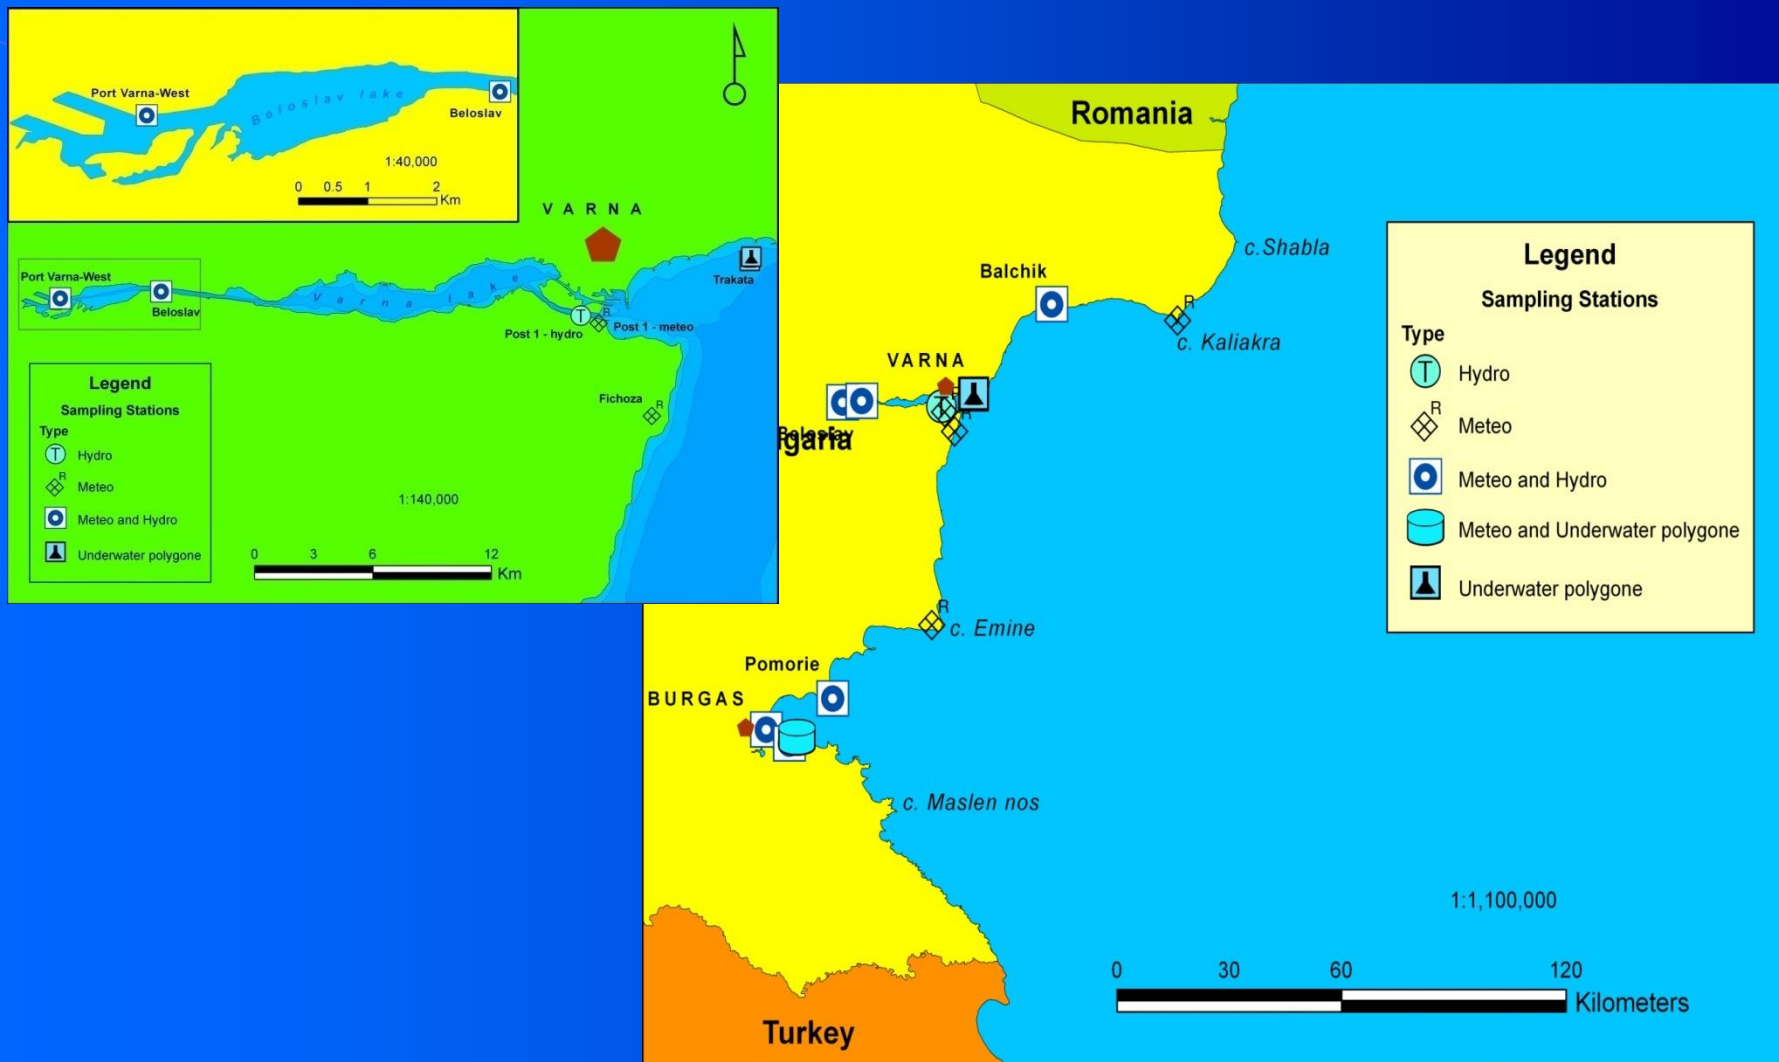 Port Varna-West
Beloslav lake
Beloslav
1:40,000
0 0.5 1 2
Km
VARNA
Port Varna-West
Beloslav
Varna lake
Trakata
Post 1 - hydro
R
Post 1 - meteo
T
Fichoza
R
Legend
Sampling Stations
Type
T Hydro
R Meteo
Meteo and Hydro
Underwater polygone
1:140,000
0 3 6 12
Km
Romania
c.Shabla
Balchik
R
c. Kaliakra
VARNA
T
R
Beloslav
lgaria
R
c. Emine
Pomorie
BURGAS
c. Maslen nos
Turkey
Legend
Sampling Stations
Type
T Hydro
R Meteo
Meteo and Hydro
Meteo and Underwater polygone
Underwater polygone
1:1,100,000
0 30 60 120
Kilometers